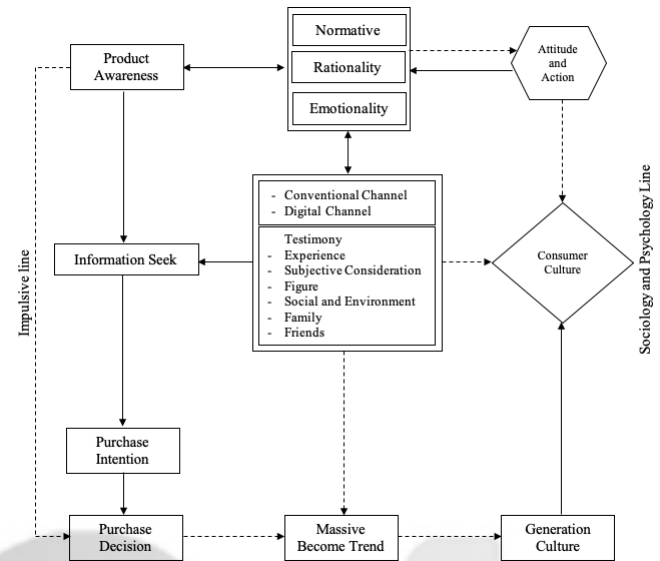 Normative
Product
Awareness
Rationality
Emotionality
Attitude
and
Action
- Conventional Channel
- Digital Channel
Testimony
- Experience
- Subjective Consideration
- Figure
- Social and Environment
- Family
- Friends
Information Seek
Consumer
Culture
Impulsive line
Sociology and Psychology Line
Purchase
Intention
Purchase
Decision
Massive
Become Trend
Generation
Culture